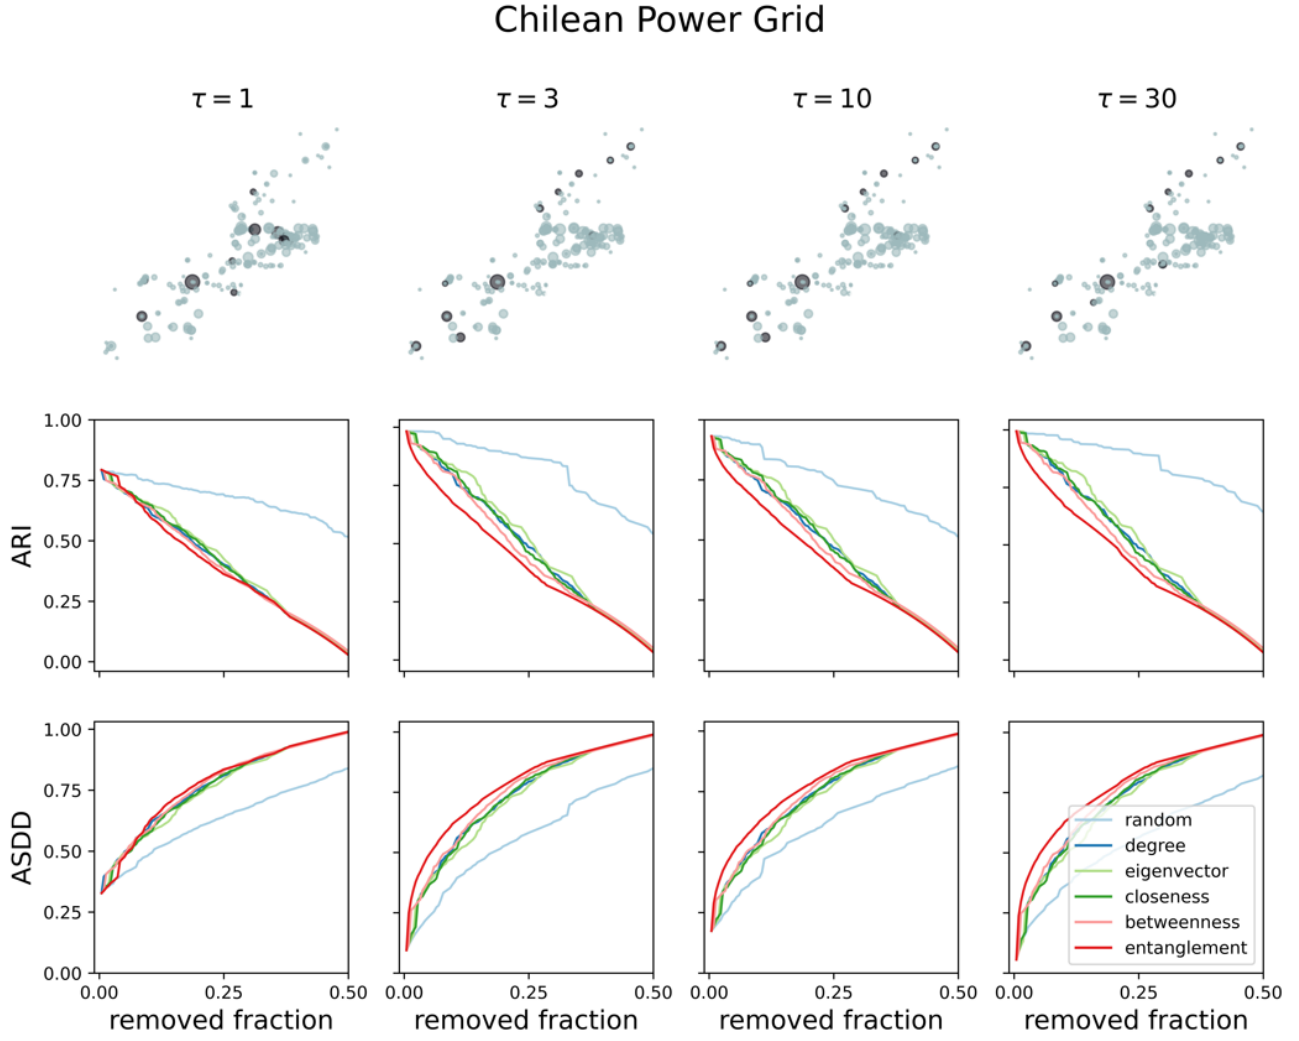 Chilean Power Grid
τ = 1
τ = 3
τ = 10
τ = 30
ARI
1.00
0.75
0.50
0.25
0.00
ASDD
1.00
0.75
0.50
0.25
0.00
random
degree
eigenvector
closeness
betweenness
entanglement
0.00 0.25 0.50
0.00 0.25 0.50
0.00 0.25 0.50
0.00 0.25 0.50
removed fraction
removed fraction
removed fraction
removed fraction